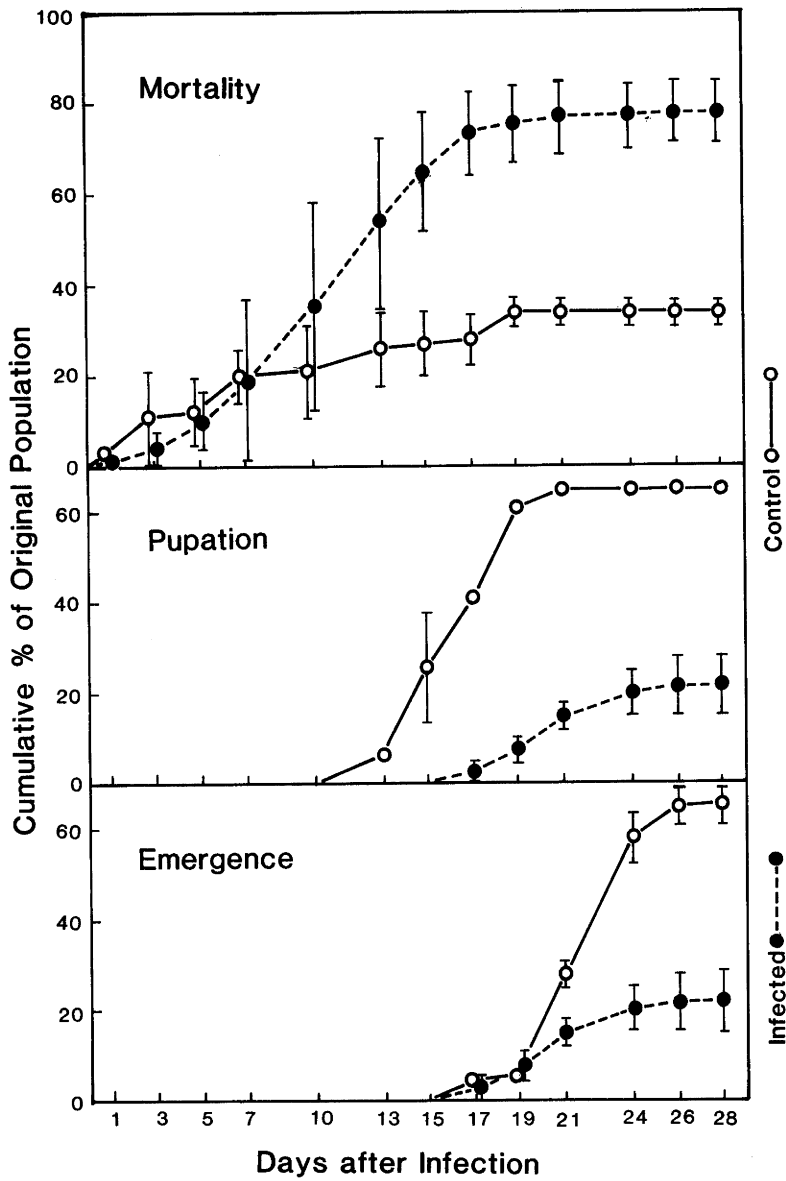 Cumulative % of Original Population
100
80
60
40
20
0
Mortality
60
40
20
0
Pupation
60
40
20
0
Emergence
1 3 5 7 10 13 15 17 19 21 24 26 28
Days after Infection
Control
Infected